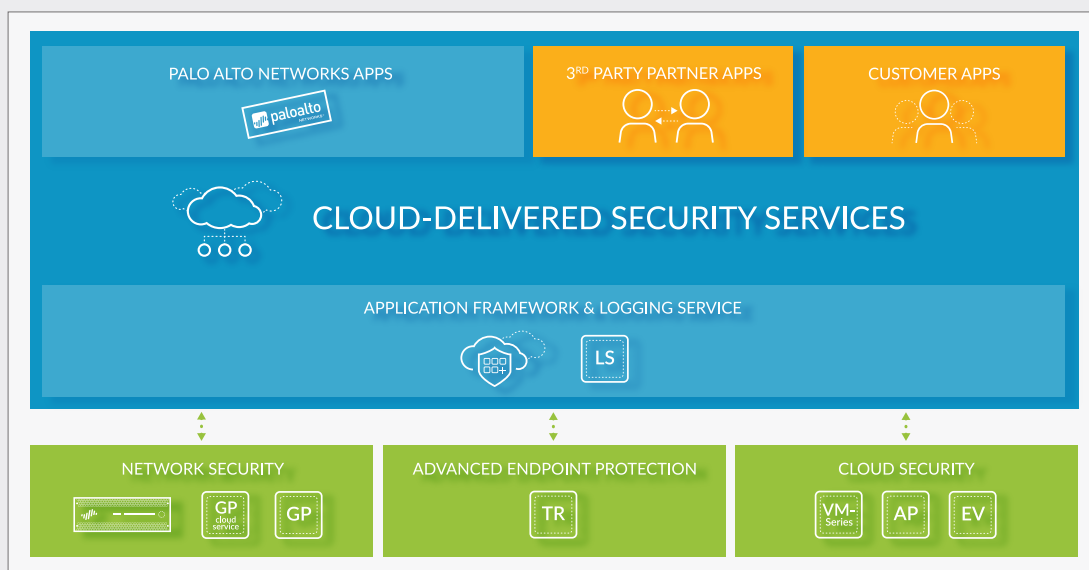 PALO ALTO NETWORKS APPS
paloalto
NETWORKS
3RD PARTY PARTNER APPS
CUSTOMER APPS
CLOUD-DELIVERED SECURITY SERVICES
APPLICATION FRAMEWORK & LOGGING SERVICE
LS
NETWORK SECURITY
GP
cloud
service
GP
ADVANCED ENDPOINT PROTECTION
TR
CLOUD SECURITY
VM-
Series
AP
EV